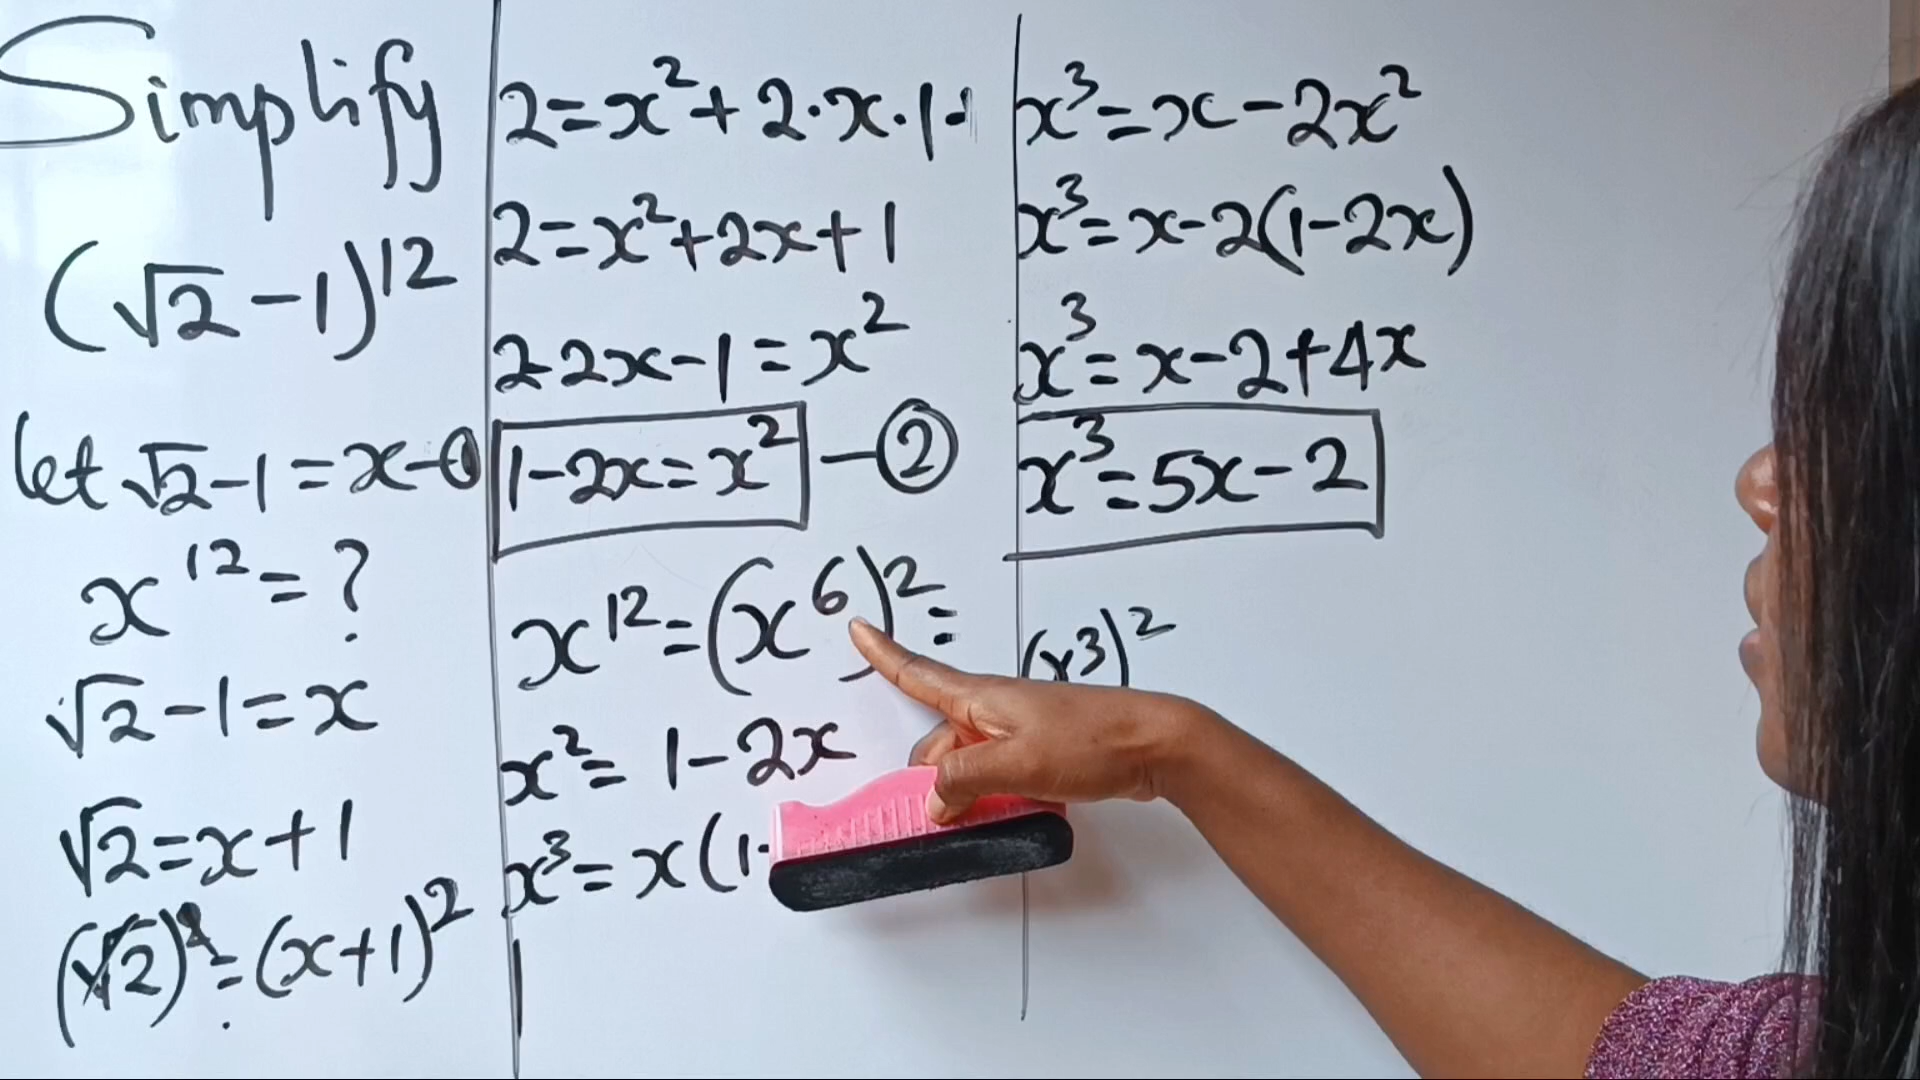 Simplify
(√2-1)¹²
let √2-1=x-①
x¹²=?
√2-1=x
√2=x+1
(√2)²=(x+1)²
2=x²+2·x·1·
2=x²+2x+1
2-2x-1=x²
1-2x=x² -②
x¹²=(x⁶)²=
x²=1-2x
x³=x(1-
x³=x-2x²
x³=x-2(1-2x)
x³=x-2+4x
x³=5x-2
(x³)²